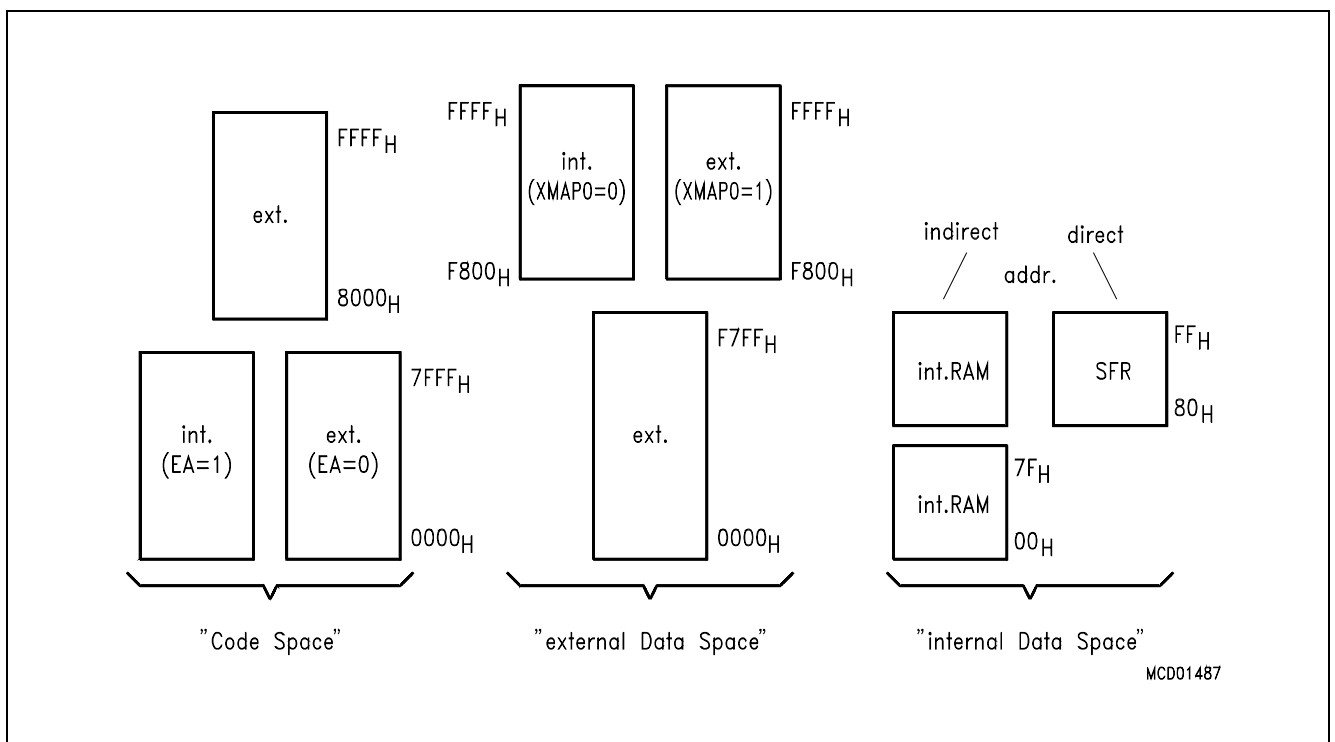 FFFFH
ext.
8000H
int.
(EA=1)
ext.
(EA=0)
7FFFH
0000H
"Code Space"
FFFFH
int.
(XMAP0=0)
F800H
ext.
(XMAP0=1)
FFFFH
F800H
F7FFH
ext.
0000H
"external Data Space"
indirect
direct
addr.
int.RAM
SFR
FFH
80H
int.RAM
7FH
00H
"internal Data Space"
MCD01487